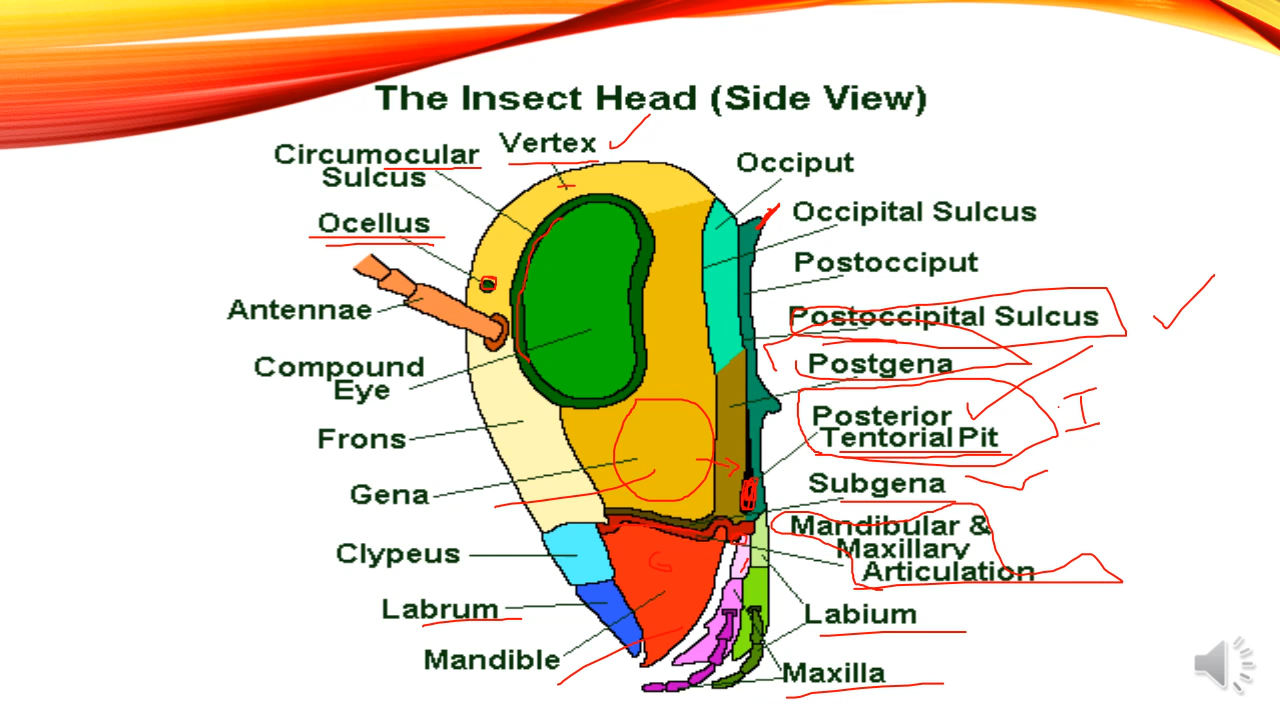 The Insect Head (Side View)
Vertex
Circumocular
Sulcus
Ocellus
Antennae
Compound
Eye
Frons
Gena
Clypeus
Labrum
Mandible
Occiput
Occipital Sulcus
Postocciput
Postoccipital Sulcus
Postgena
Posterior
Tentorial Pit
I
Subgena
Mandibular &
Maxillary
Articulation
Labium
Maxilla